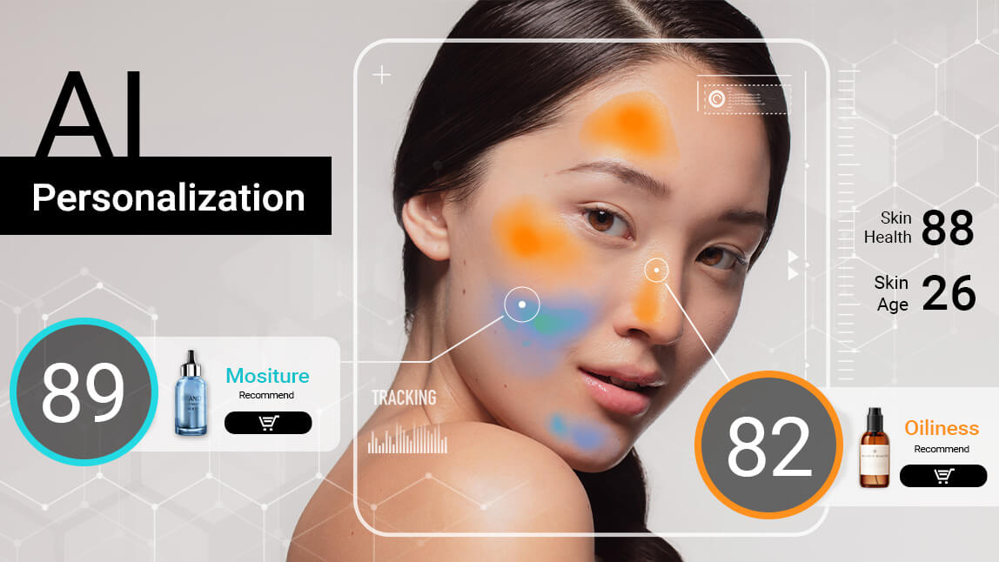 AI
Personalization
Skin
Health
88
Skin
Age
26
89
Mositure
Recommend
TRACKING
82
Oiliness
Recommend